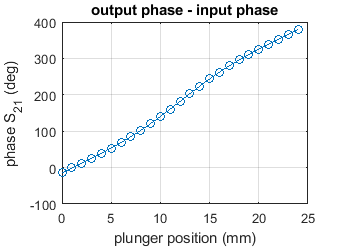 output phase - input phase
400
300
200
100
0
-100
phase S21 (deg)
0 5 10 15 20 25
plunger position (mm)